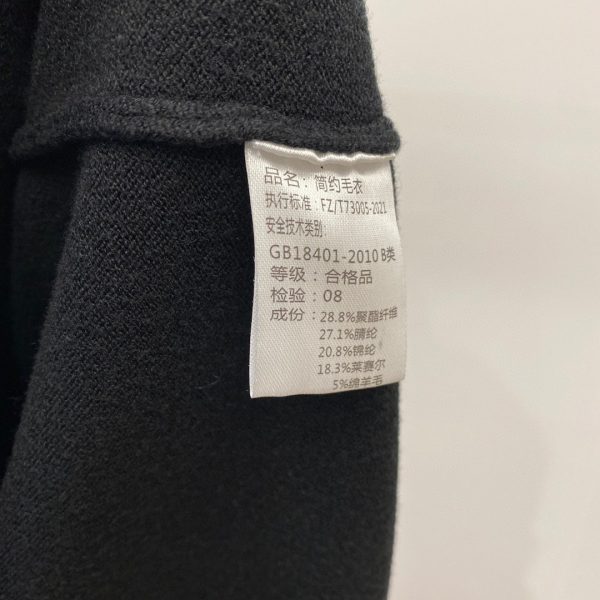 品名：简约毛衣
执行标准：FZ/T73005-2021
安全技术类别：
GB18401-2010 B类
等级：合格品
检验：08
成份：28.8%聚酯纤维
27.1%腈纶
20.8%锦纶
18.3%莱赛尔
5%绵羊毛